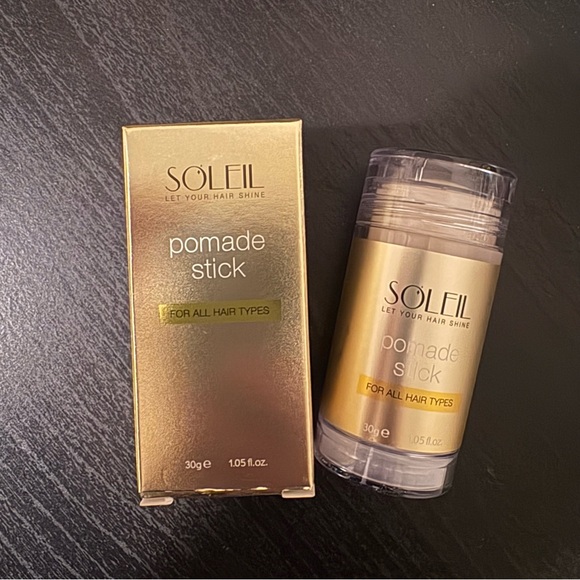 SOLEIL
LET YOUR HAIR SHINE
pomade
stick
FOR ALL HAIR TYPES
30g e 1.05 fl.oz.
SOLEIL
LET YOUR HAIR SHINE
pomade
stick
FOR ALL HAIR TYPES
30g e 1.05 fl.oz.